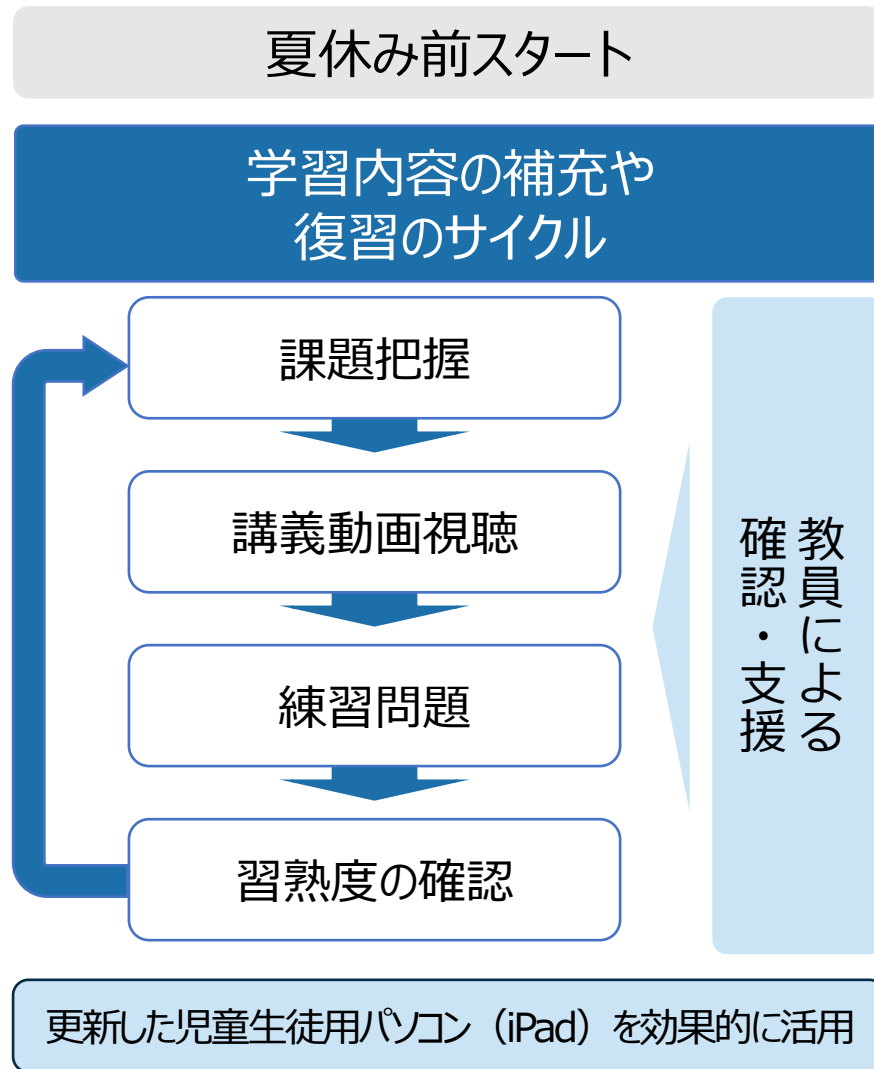 夏休み前スタート
学習内容の補充や
復習のサイクル
課題把握
講義動画視聴
練習問題
習熟度の確認
教員による
確認・支援
更新した児童生徒用パソコン（iPad）を効果的に活用